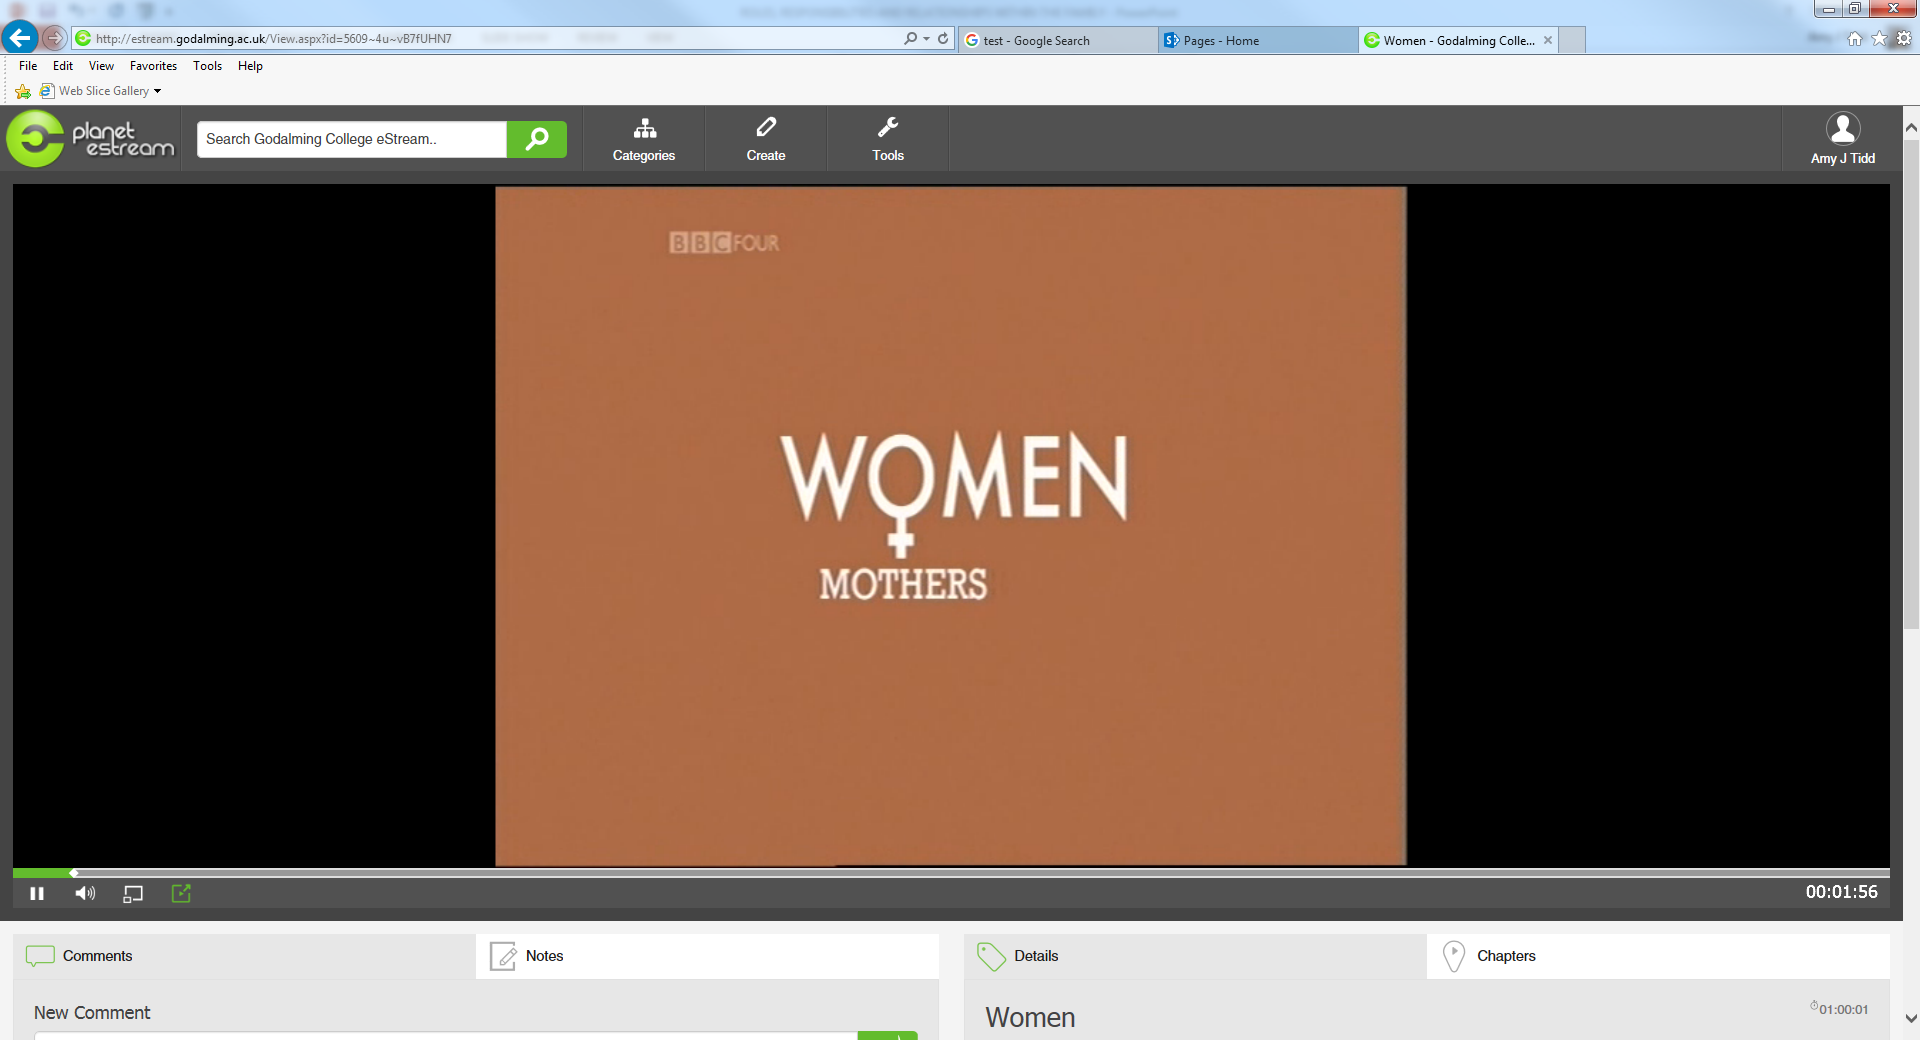 http://estream.godalming.ac.uk/View.aspx?id=5609~4u~vB7fUHN7
test - Google Search
Pages - Home
Women - Godalming Colle...
File Edit View Favorites Tools Help
Web Slice Gallery
planet estream
Search Godalming College eStream..
Categories
Create
Tools
Amy J Tidd
BBC FOUR
WOMEN
MOTHERS
00:01:56
Comments
Notes
Details
Chapters
New Comment
Women
01:00:01